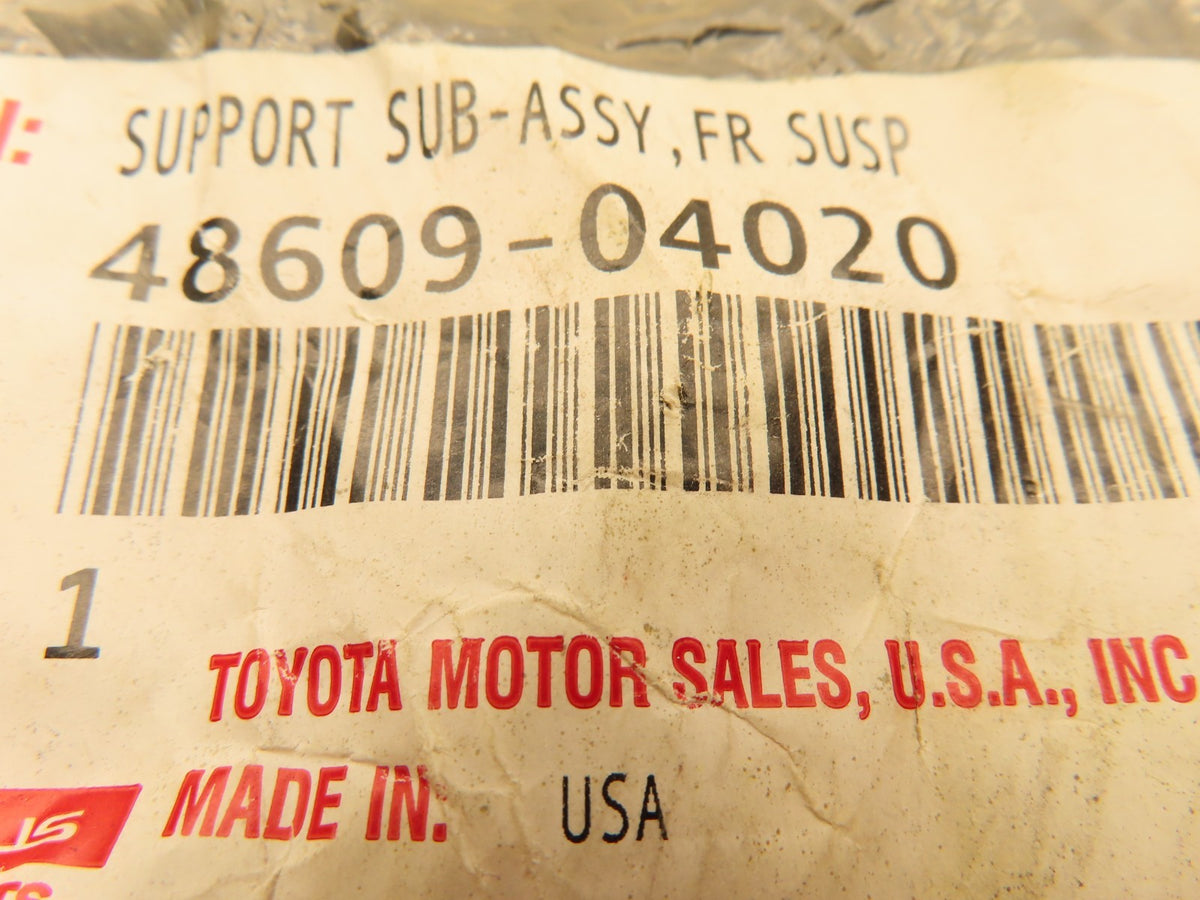 SUPPORT SUB-ASSY,FR SUSP
48609-04020
1
TOYOTA MOTOR SALES, U.S.A., INC
MADE IN. USA